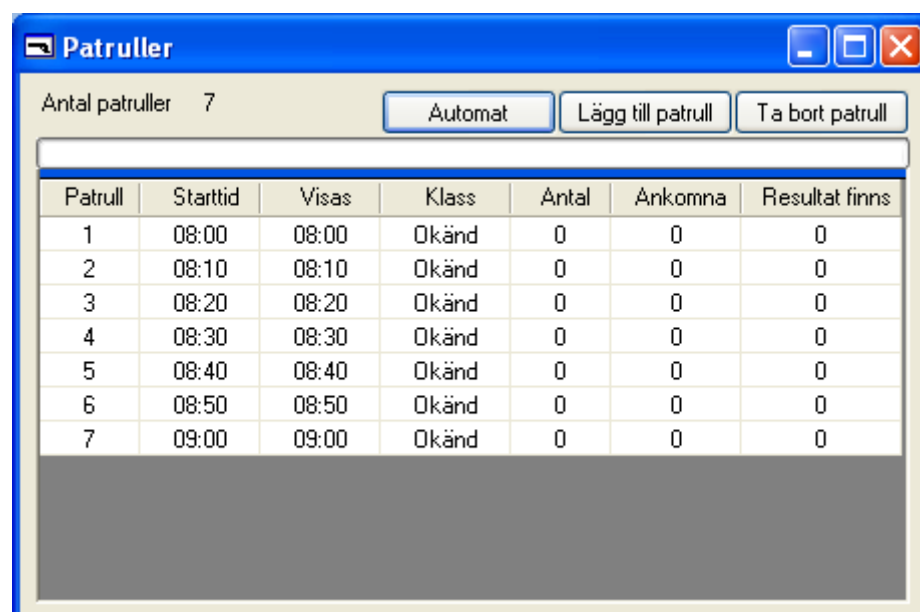 Patruller
Antal patruller 7
Automat Lägg till patrull Ta bort patrull
Patrull Starttid Visas Klass Antal Ankomna Resultat finns
1 08:00 08:00 Okänd 0 0 0
2 08:10 08:10 Okänd 0 0 0
3 08:20 08:20 Okänd 0 0 0
4 08:30 08:30 Okänd 0 0 0
5 08:40 08:40 Okänd 0 0 0
6 08:50 08:50 Okänd 0 0 0
7 09:00 09:00 Okänd 0 0 0